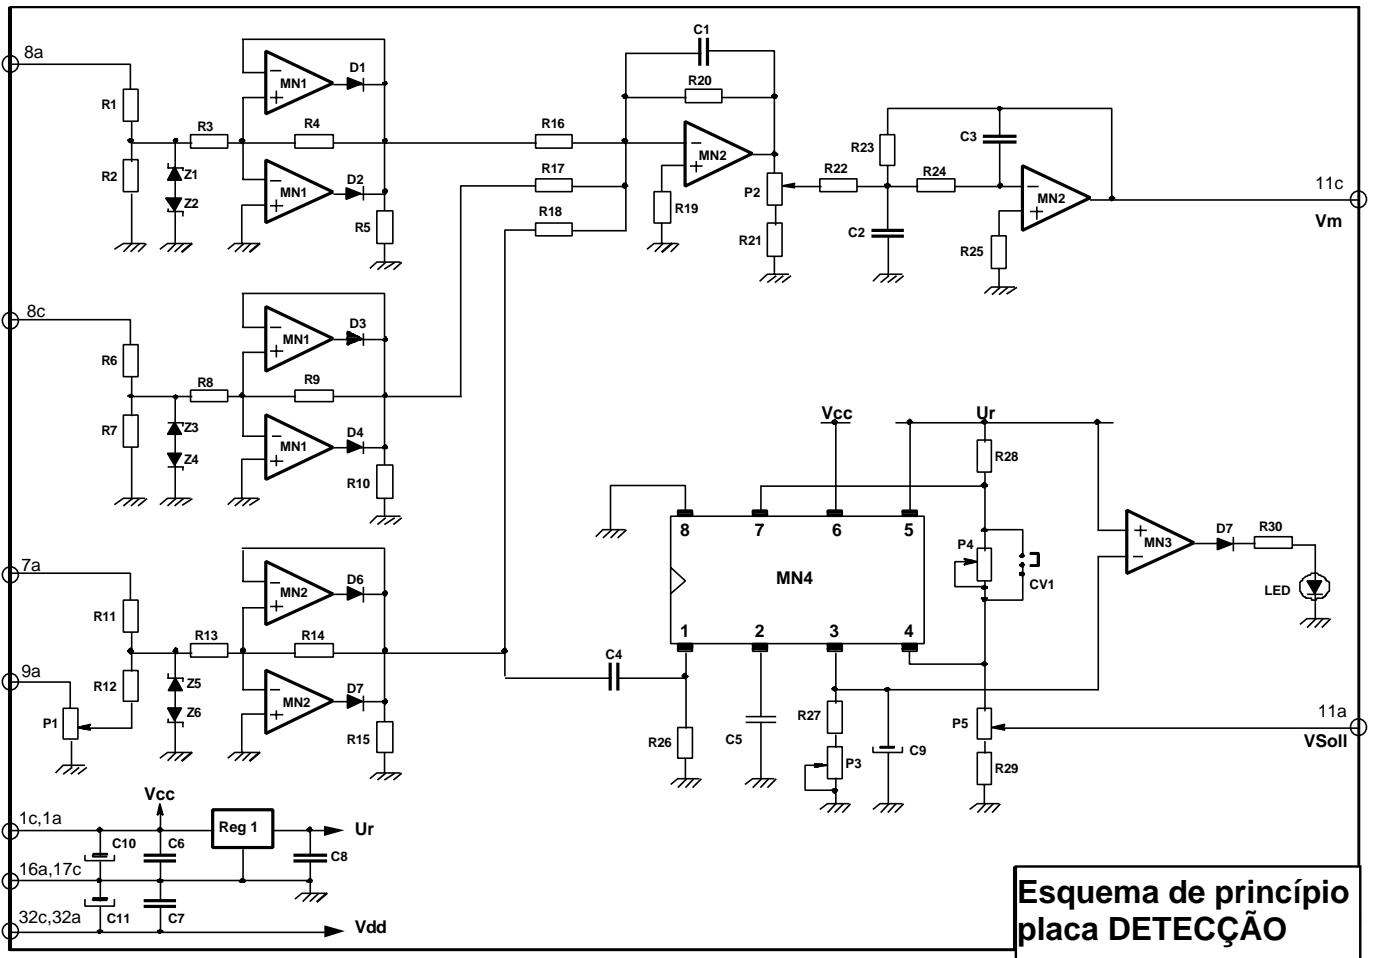 8a
R1
R2
Z1
Z2
R3
MN1
D1
R4
MN1
D2
R5
R16
R17
R18
C1
R20
MN2
R19
P2
R21
R22
R23
C2
R24
C3
MN2
R25
11c
Vm
8c
R6
R7
Z3
Z4
R8
MN1
D3
R9
MN1
D4
R10
7a
R11
9a
R12
P1
Z5
Z6
R13
MN2
D6
R14
MN2
D7
R15
C4
R26
C5
Vcc
Ur
R28
8 7 6 5
MN4
1 2 3 4
P4
CV1
MN3
D7
R30
LED
R27
P3
C9
P5
R29
11a
VSoll
Vcc
1c,1a
C10
C6
Reg 1
Ur
C8
16a,17c
C11
C7
32c,32a
Vdd
Esquema de princípio
placa DETECÇÃO
- + - + - + - + - + - + - + - + + -